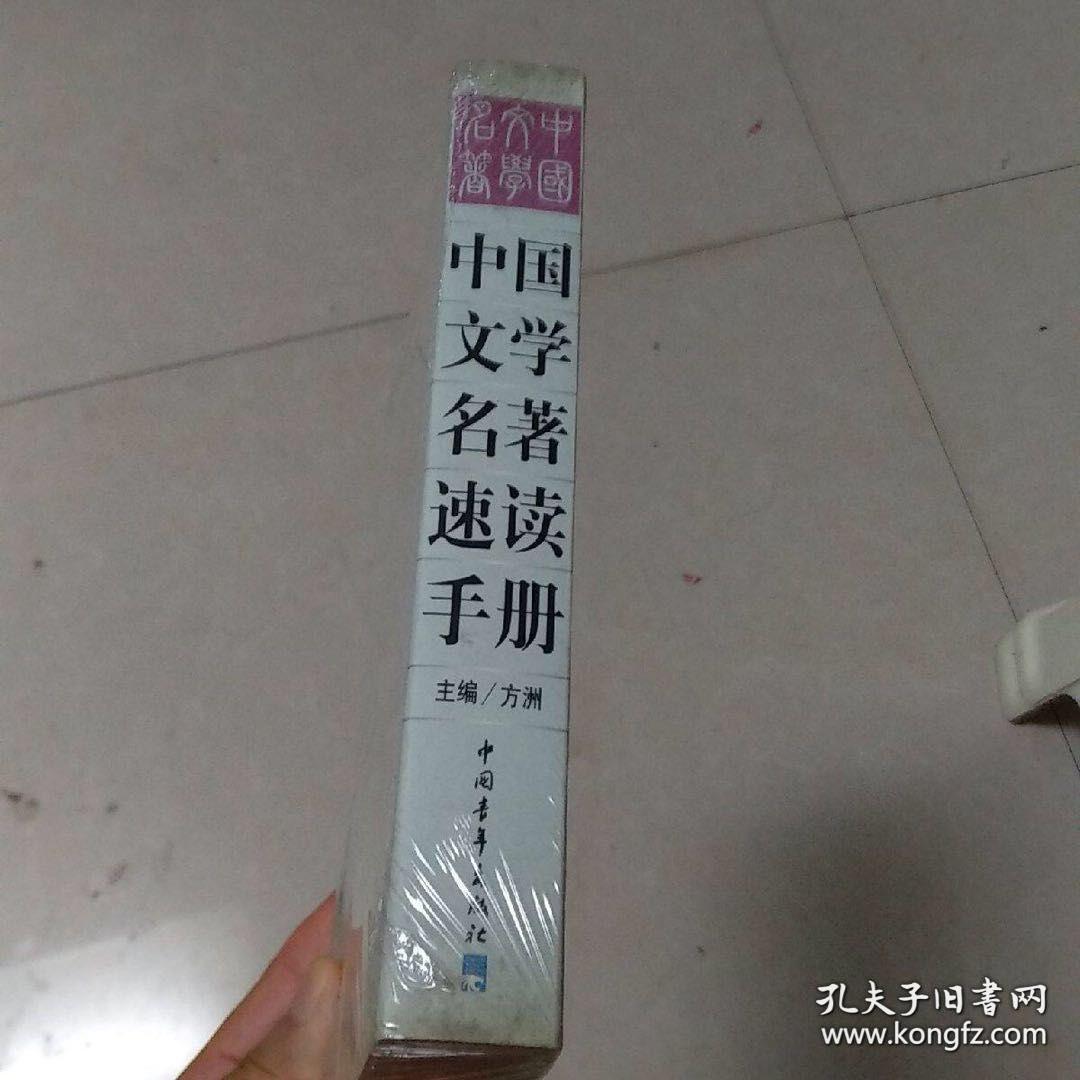 中國
文學
名著
中国
文学
名著
速读
手册
主编/方洲
中国青年出版社
孔夫子旧書网
www.kongfz.com